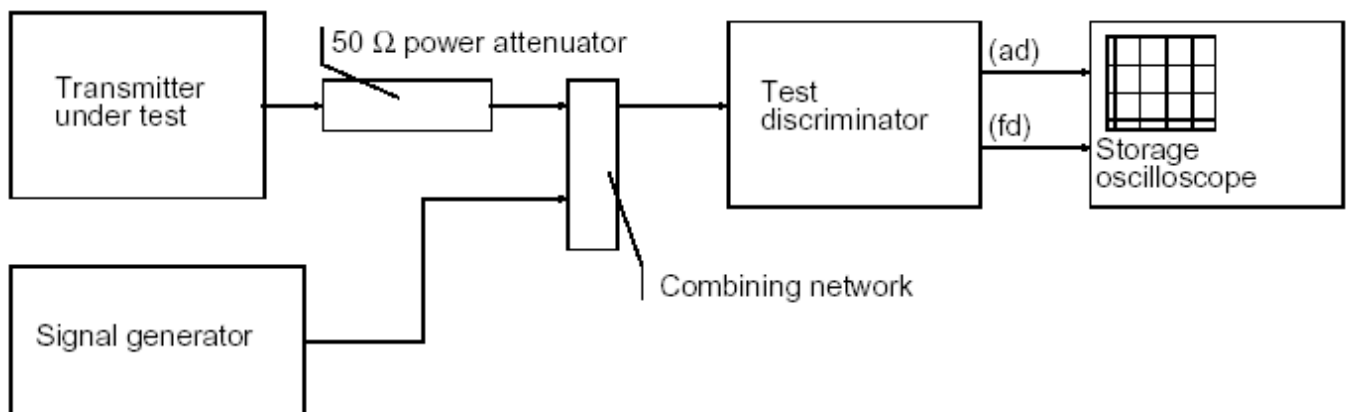 50 Ω power attenuator
Transmitter
under test
Test
discriminator
(ad)
(fd)
Storage
oscilloscope
Combining network
Signal generator